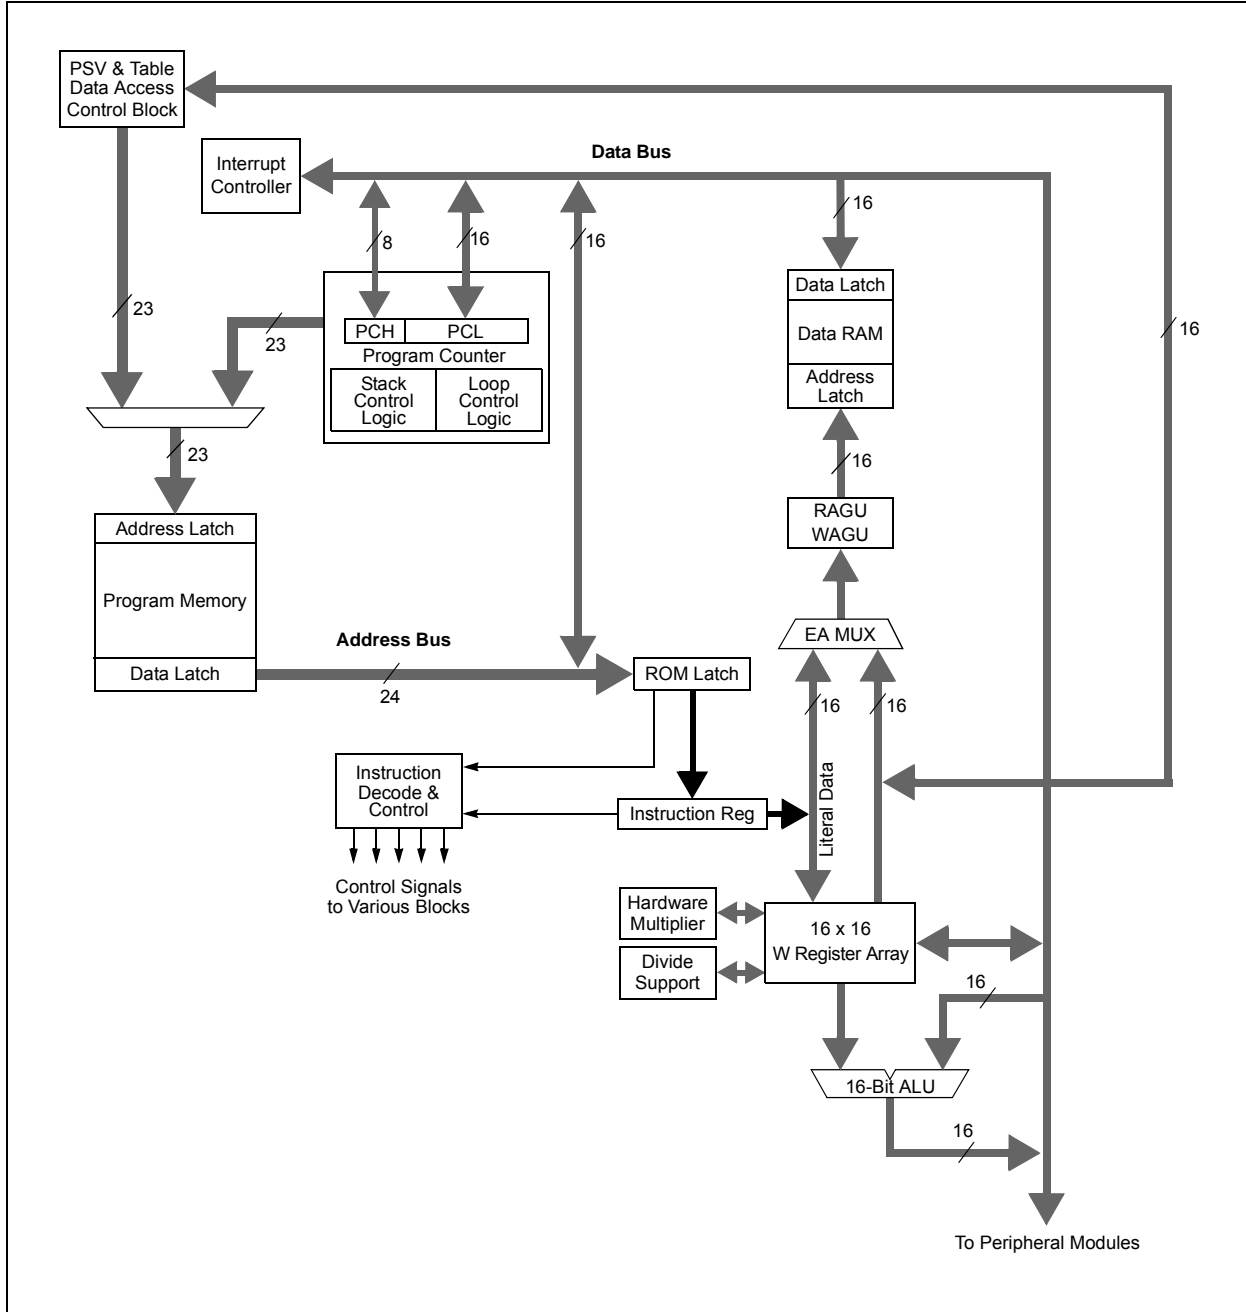 PSV & Table
Data Access
Control Block
Interrupt
Controller
Data Bus
16
8
16
16
23
23
PCH
PCL
Program Counter
Stack
Control
Logic
Loop
Control
Logic
Data Latch
Data RAM
Address
Latch
16
23
16
RAGU
WAGU
Address Latch
Program Memory
Data Latch
Address Bus
24
EA MUX
ROM Latch
16
16
Instruction
Decode &
Control
Instruction Reg
Literal Data
Control Signals
to Various Blocks
Hardware
Multiplier
16 x 16
W Register Array
Divide
Support
16
16-Bit ALU
16
To Peripheral Modules